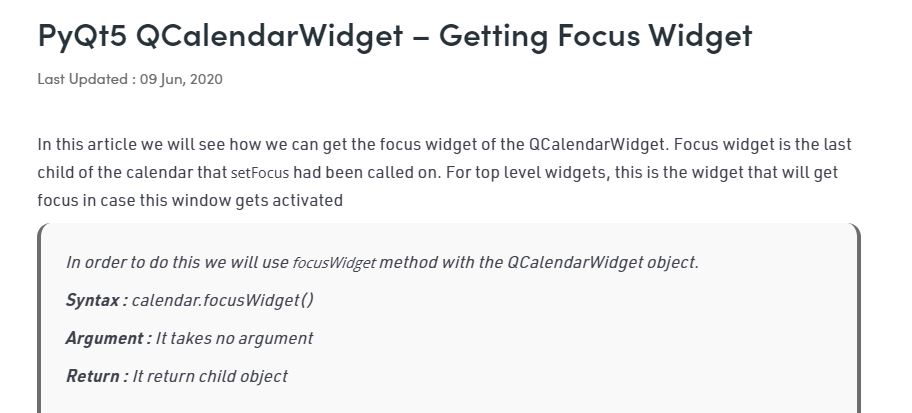 PyQt5 QCalendarWidget – Getting Focus Widget
Last Updated : 09 Jun, 2020
In this article we will see how we can get the focus widget of the QCalendarWidget. Focus widget is the last
child of the calendar that setFocus had been called on. For top level widgets, this is the widget that will get
focus in case this window gets activated
In order to do this we will use focusWidget method with the QCalendarWidget object.
Syntax : calendar.focusWidget()
Argument : It takes no argument
Return : It return child object